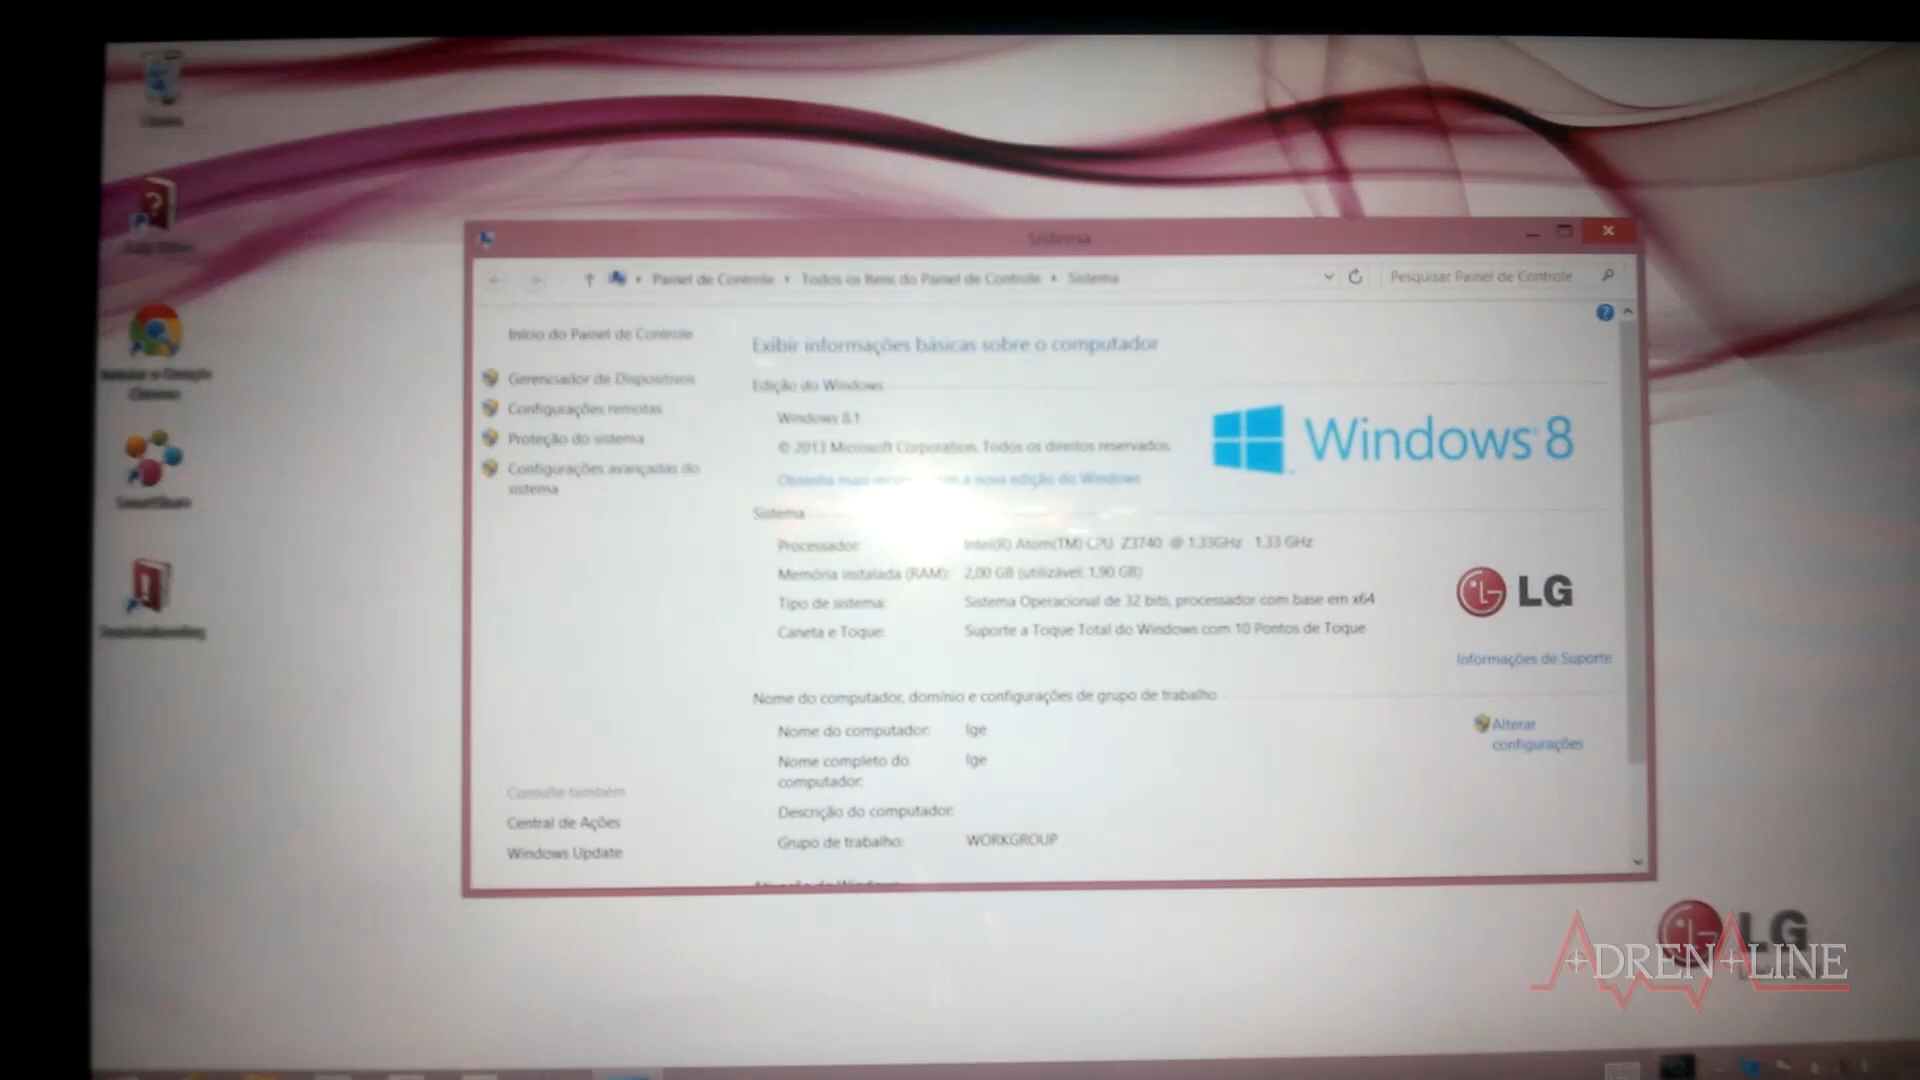 Sistema
Painel de Controle
Todos os Itens do Painel de Controle
Sistema
Pesquisar Painel de Controle
Início do Painel de Controle
Gerenciador de Dispositivos
Configurações remotas
Proteção do sistema
Configurações avançadas do
sistema
Exibir informações básicas sobre o computador
Edição do Windows
Windows 8.1
© 2013 Microsoft Corporation. Todos os direitos reservados.
a nova edição do Windows
Windows 8
Sistema
Processador: Intel(R) Atom(TM) CPU Z3740 @ 1.33GHz 1.33 GHz
Memória instalada (RAM): 2,00 GB (utilizável: 1,90 GB)
Tipo de sistema: Sistema Operacional de 32 bits, processador com base em x64
Caneta e Toque: Suporte a Toque Total do Windows com 10 Pontos de Toque
LG
Informações de Suporte
Nome do computador, domínio e configurações de grupo de trabalho
Nome do computador: lge
Nome completo do lge
computador:
Descrição do computador:
Grupo de trabalho: WORKGROUP
Alterar
configurações
Consulte também
Central de Ações
Windows Update
SmartShare
LG
ADRENALINE